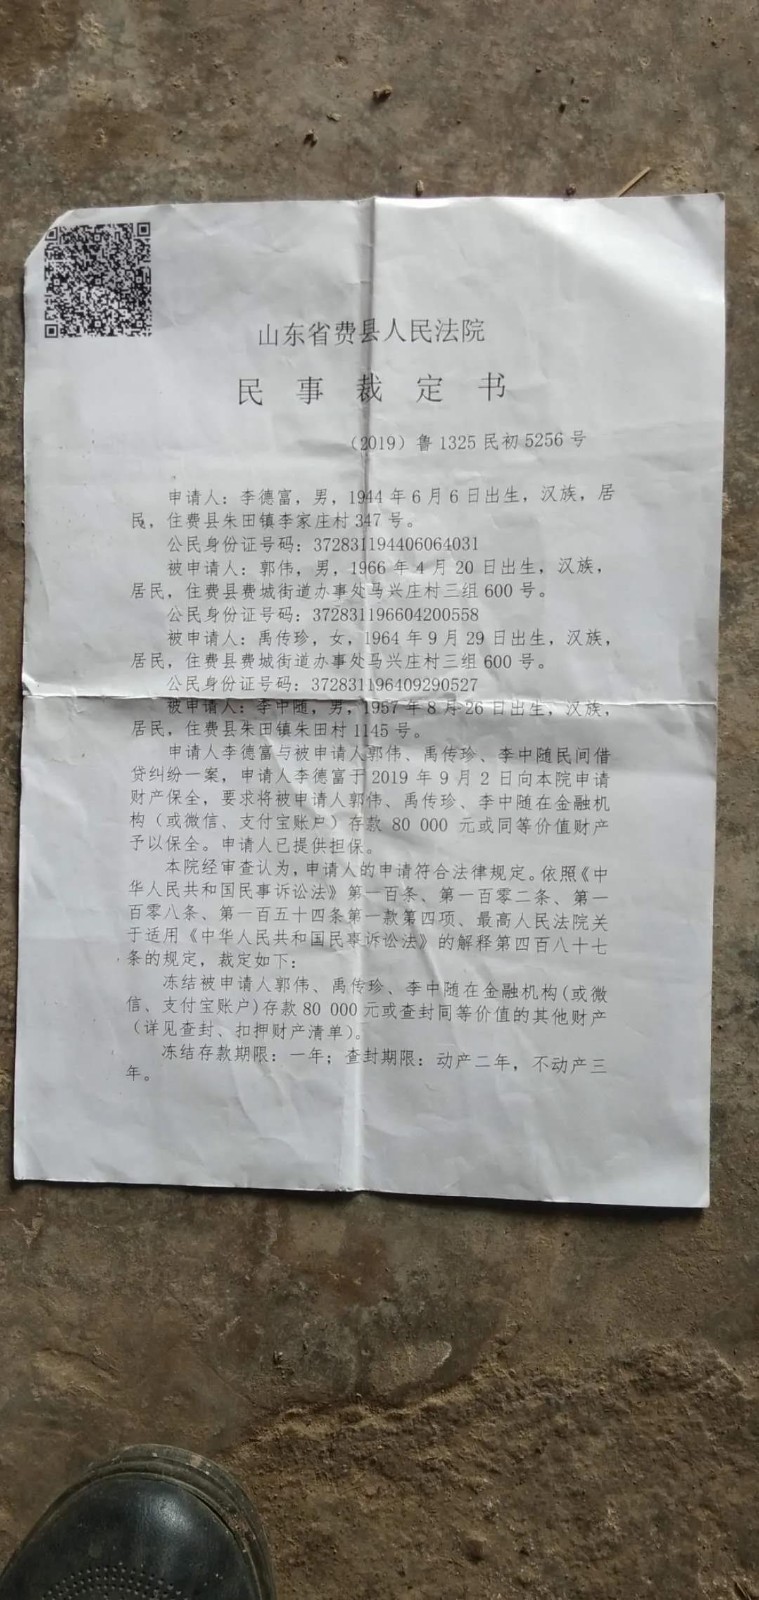 山东省费县人民法院
民事裁定书
（2019）鲁1325民初5256号
申请人：李德富，男，1944年6月6日出生，汉族，居
民，住费县朱田镇李家庄村347号。
公民身份证号码：372831194406064031
被申请人：郭伟，男，1966年4月20日出生，汉族，
居民，住费县费城街道办事处马兴庄村三组600号。
公民身份证号码：372831196604200558
被申请人：禹传珍，女，1964年9月29日出生，汉族，
居民，住费县费城街道办事处马兴庄村三组600号。
公民身份证号码：372831196409290527
被申请人：李中随，男，1957年8月26日出生，汉族，
居民，住费县朱田镇朱田村1145号。
申请人李德富与被申请人郭伟、禹传珍、李中随民间借
贷纠纷一案，申请人李德富于2019年9月2日向本院申请
财产保全，要求将被申请人郭伟、禹传珍、李中随在金融机
构（或微信、支付宝账户）存款80 000 元或同等价值财产
予以保全。申请人已提供担保。
本院经审查认为，申请人的申请符合法律规定。依照《中
华人民共和国民事诉讼法》第一百条、第一百零二条、第一
百零八条、第一百五十四条第一款第四项、最高人民法院关
于适用《中华人民共和国民事诉讼法》的解释第四百八十七
条的规定，裁定如下：
冻结被申请人郭伟、禹传珍、李中随在金融机构(或微
信、支付宝账户)存款80 000元或查封同等价值的其他财产
（详见查封、扣押财产清单）。
冻结存款期限：一年；查封期限：动产二年，不动产三
年。